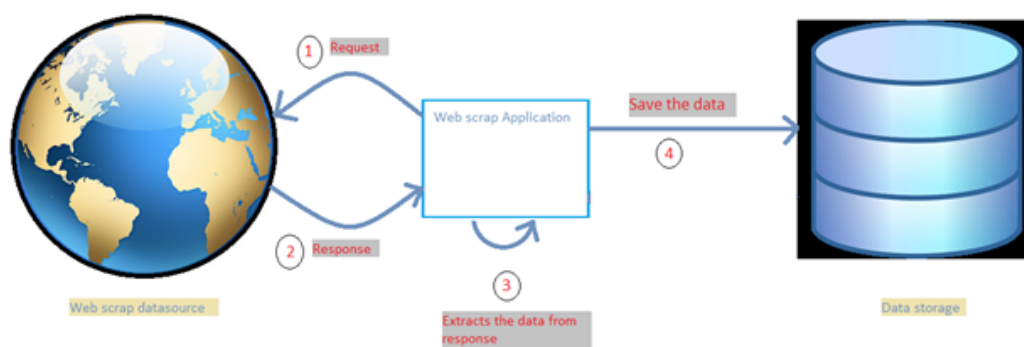 1 Request
Web scrap Application
Save the data
4
2 Response
3
Extracts the data from
response
Web scrap datasource
Data storage